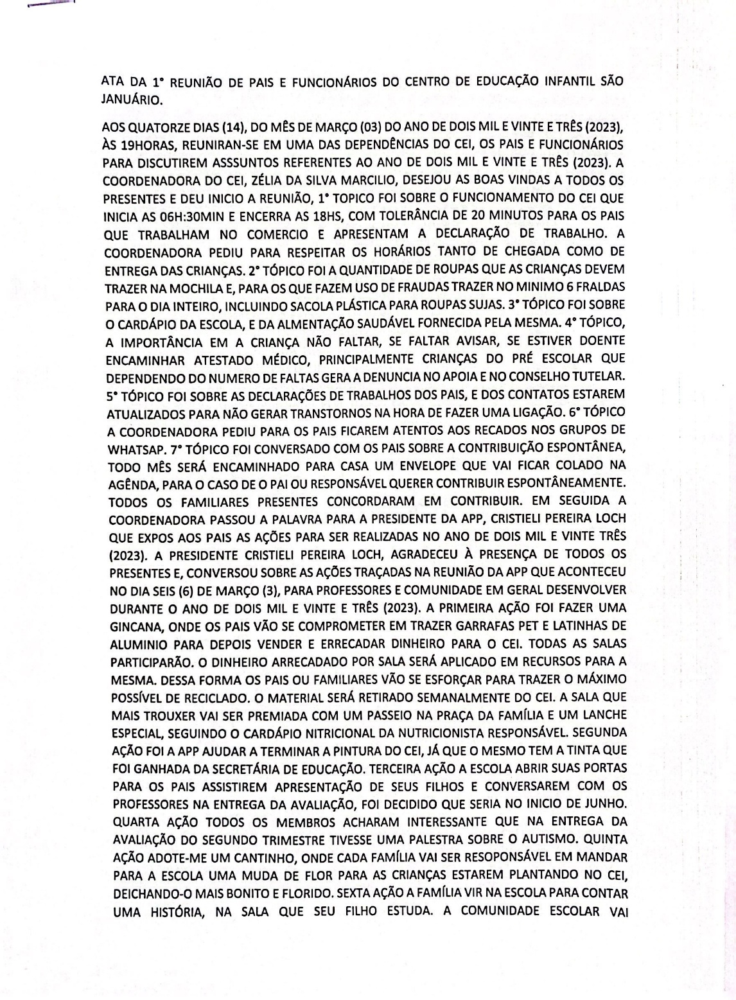 ATA DA 1° REUNIÃO DE PAIS E FUNCIONÁRIOS DO CENTRO DE EDUCAÇÃO INFANTIL SÃO
JANUÁRIO.
AOS QUATORZE DIAS (14), DO MÊS DE MARÇO (03) DO ANO DE DOIS MIL E VINTE E TRÊS (2023),
ÀS 19HORAS, REUNIRAN-SE EM UMA DAS DEPENDÊNCIAS DO CEI, OS PAIS E FUNCIONÁRIOS
PARA DISCUTIREM ASSSUNTOS REFERENTES AO ANO DE DOIS MIL E VINTE E TRÊS (2023). A
COORDENADORA DO CEI, ZÉLIA DA SILVA MARCILIO, DESEJOU AS BOAS VINDAS A TODOS OS
PRESENTES E DEU INICIO A REUNIÃO, 1° TOPICO FOI SOBRE O FUNCIONAMENTO DO CEI QUE
INICIA AS 06H:30MIN E ENCERRA AS 18HS, COM TOLERÂNCIA DE 20 MINUTOS PARA OS PAIS
QUE TRABALHAM NO COMERCIO E APRESENTAM A DECLARAÇÃO DE TRABALHO. A
COORDENADORA PEDIU PARA RESPEITAR OS HORÁRIOS TANTO DE CHEGADA COMO DE
ENTREGA DAS CRIANÇAS. 2° TÓPICO FOI A QUANTIDADE DE ROUPAS QUE AS CRIANÇAS DEVEM
TRAZER NA MOCHILA E, PARA OS QUE FAZEM USO DE FRAUDAS TRAZER NO MINIMO 6 FRALDAS
PARA O DIA INTEIRO, INCLUINDO SACOLA PLÁSTICA PARA ROUPAS SUJAS. 3° TÓPICO FOI SOBRE
O CARDÁPIO DA ESCOLA, E DA ALMENTAÇÃO SAUDÁVEL FORNECIDA PELA MESMA. 4° TÓPICO,
A IMPORTÂNCIA EM A CRIANÇA NÃO FALTAR, SE FALTAR AVISAR, SE ESTIVER DOENTE
ENCAMINHAR ATESTADO MÉDICO, PRINCIPALMENTE CRIANÇAS DO PRÉ ESCOLAR QUE
DEPENDENDO DO NUMERO DE FALTAS GERA A DENUNCIA NO APOIA E NO CONSELHO TUTELAR.
5° TÓPICO FOI SOBRE AS DECLARAÇÕES DE TRABALHOS DOS PAIS, E DOS CONTATOS ESTAREM
ATUALIZADOS PARA NÃO GERAR TRANSTORNOS NA HORA DE FAZER UMA LIGAÇÃO. 6° TÓPICO
A COORDENADORA PEDIU PARA OS PAIS FICAREM ATENTOS AOS RECADOS NOS GRUPOS DE
WHATSAP. 7° TÓPICO FOI CONVERSADO COM OS PAIS SOBRE A CONTRIBUIÇÃO ESPONTÂNEA,
TODO MÊS SERÁ ENCAMINHADO PARA CASA UM ENVELOPE QUE VAI FICAR COLADO NA
AGÊNDA, PARA O CASO DE O PAI OU RESPONSÁVEL QUERER CONTRIBUIR ESPONTÂNEAMENTE.
TODOS OS FAMILIARES PRESENTES CONCORDARAM EM CONTRIBUIR. EM SEGUIDA A
COORDENADORA PASSOU A PALAVRA PARA A PRESIDENTE DA APP, CRISTIELI PEREIRA LOCH
QUE EXPOS AOS PAIS AS AÇÕES PARA SER REALIZADAS NO ANO DE DOIS MIL E VINTE TRÊS
(2023). A PRESIDENTE CRISTIELI PEREIRA LOCH, AGRADECEU À PRESENÇA DE TODOS OS
PRESENTES E, CONVERSOU SOBRE AS AÇÕES TRAÇADAS NA REUNIÃO DA APP QUE ACONTECEU
NO DIA SEIS (6) DE MARÇO (3), PARA PROFESSORES E COMUNIDADE EM GERAL DESENVOLVER
DURANTE O ANO DE DOIS MIL E VINTE E TRÊS (2023). A PRIMEIRA AÇÃO FOI FAZER UMA
GINCANA, ONDE OS PAIS VÃO SE COMPROMETER EM TRAZER GARRAFAS PET E LATINHAS DE
ALUMINIO PARA DEPOIS VENDER E ERRECADAR DINHEIRO PARA O CEI. TODAS AS SALAS
PARTICIPARÃO. O DINHEIRO ARRECADADO POR SALA SERÁ APLICADO EM RECURSOS PARA A
MESMA. DESSA FORMA OS PAIS OU FAMILIARES VÃO SE ESFORÇAR PARA TRAZER O MÁXIMO
POSSÍVEL DE RECICLADO. O MATERIAL SERÁ RETIRADO SEMANALMENTE DO CEI. A SALA QUE
MAIS TROUXER VAI SER PREMIADA COM UM PASSEIO NA PRAÇA DA FAMÍLIA E UM LANCHE
ESPECIAL, SEGUINDO O CARDÁPIO NITRICIONAL DA NUTRICIONISTA RESPONSÁVEL. SEGUNDA
AÇÃO FOI A APP AJUDAR A TERMINAR A PINTURA DO CEI, JÁ QUE O MESMO TEM A TINTA QUE
FOI GANHADA DA SECRETÁRIA DE EDUCAÇÃO. TERCEIRA AÇÃO A ESCOLA ABRIR SUAS PORTAS
PARA OS PAIS ASSISTIREM APRESENTAÇÃO DE SEUS FILHOS E CONVERSAREM COM OS
PROFESSORES NA ENTREGA DA AVALIAÇÃO, FOI DECIDIDO QUE SERIA NO INICIO DE JUNHO.
QUARTA AÇÃO TODOS OS MEMBROS ACHARAM INTERESSANTE QUE NA ENTREGA DA
AVALIAÇÃO DO SEGUNDO TRIMESTRE TIVESSE UMA PALESTRA SOBRE O AUTISMO. QUINTA
AÇÃO ADOTE-ME UM CANTINHO, ONDE CADA FAMÍLIA VAI SER RESOPONSÁVEL EM MANDAR
PARA A ESCOLA UMA MUDA DE FLOR PARA AS CRIANÇAS ESTAREM PLANTANDO NO CEI,
DEICHANDO-O MAIS BONITO E FLORIDO. SEXTA AÇÃO A FAMÍLIA VIR NA ESCOLA PARA CONTAR
UMA HISTÓRIA, NA SALA QUE SEU FILHO ESTUDA. A COMUNIDADE ESCOLAR VAI